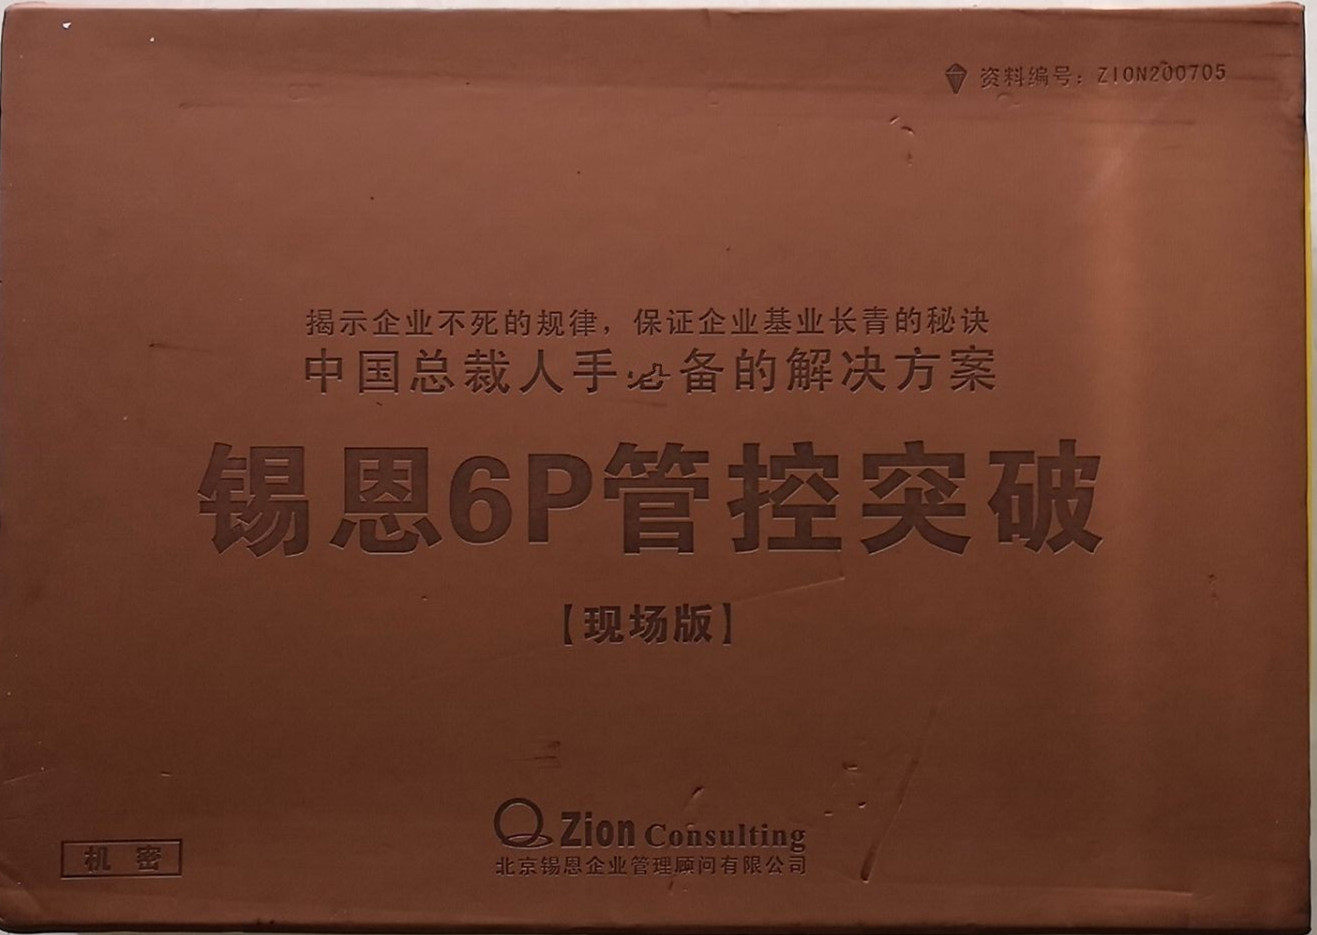 资料编号：ZION200705
揭示企业不死的规律，保证企业基业长青的秘诀
中国总裁人手必备的解决方案
锡恩6P管控突破
【现场版】
Zion Consulting
北京锡恩企业管理顾问有限公司
机 密